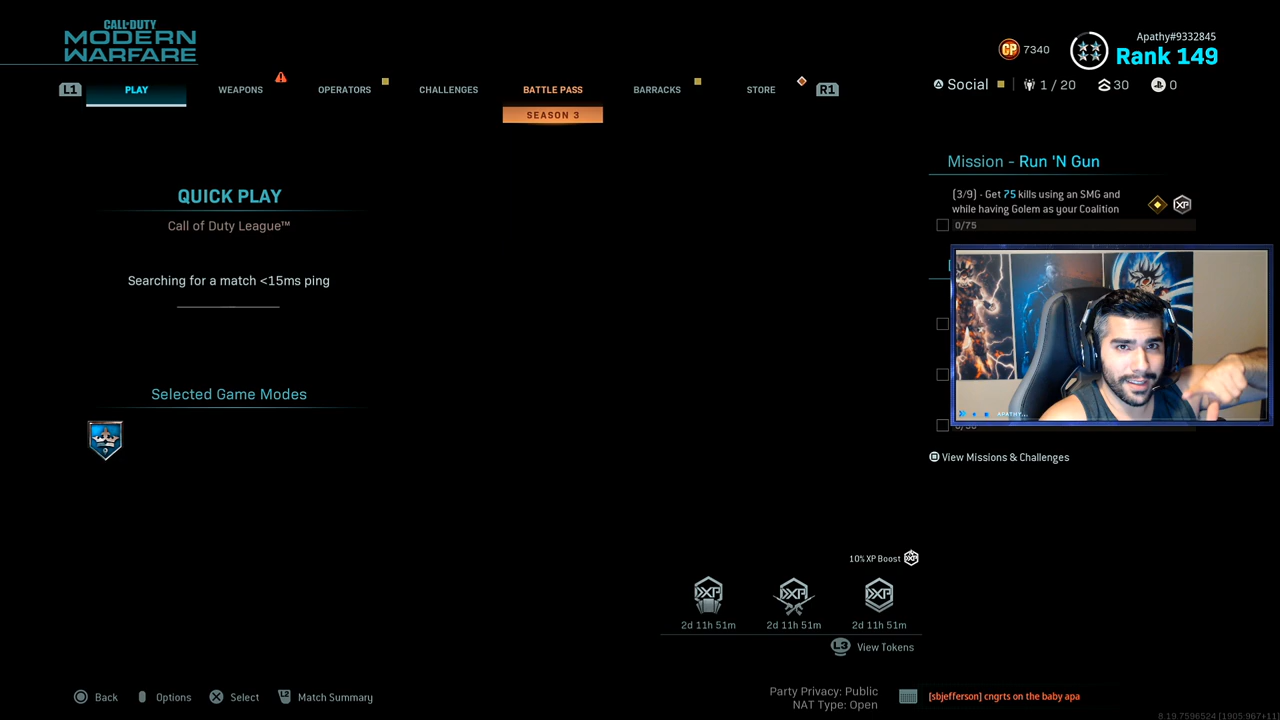 CALL OF DUTY
MODERN
WARFARE
CP 7340
Apathy#9332845
Rank 149
L1
PLAY
WEAPONS
OPERATORS
CHALLENGES
BATTLE PASS
BARRACKS
STORE
R1
SEASON 3
Social
1 / 20
30
0
Mission - Run 'N Gun
(3/9) - Get 75 kills using an SMG and
while having Golem as your Coalition
XP
0/75
QUICK PLAY
Call of Duty League™
Searching for a match <15ms ping
Selected Game Modes
APATHY...
View Missions & Challenges
10% XP Boost
2d 11h 51m
2d 11h 51m
2d 11h 51m
L3 View Tokens
Back
Options
Select
L2 Match Summary
Party Privacy: Public
NAT Type: Open
[sbjefferson] cngrts on the baby apa